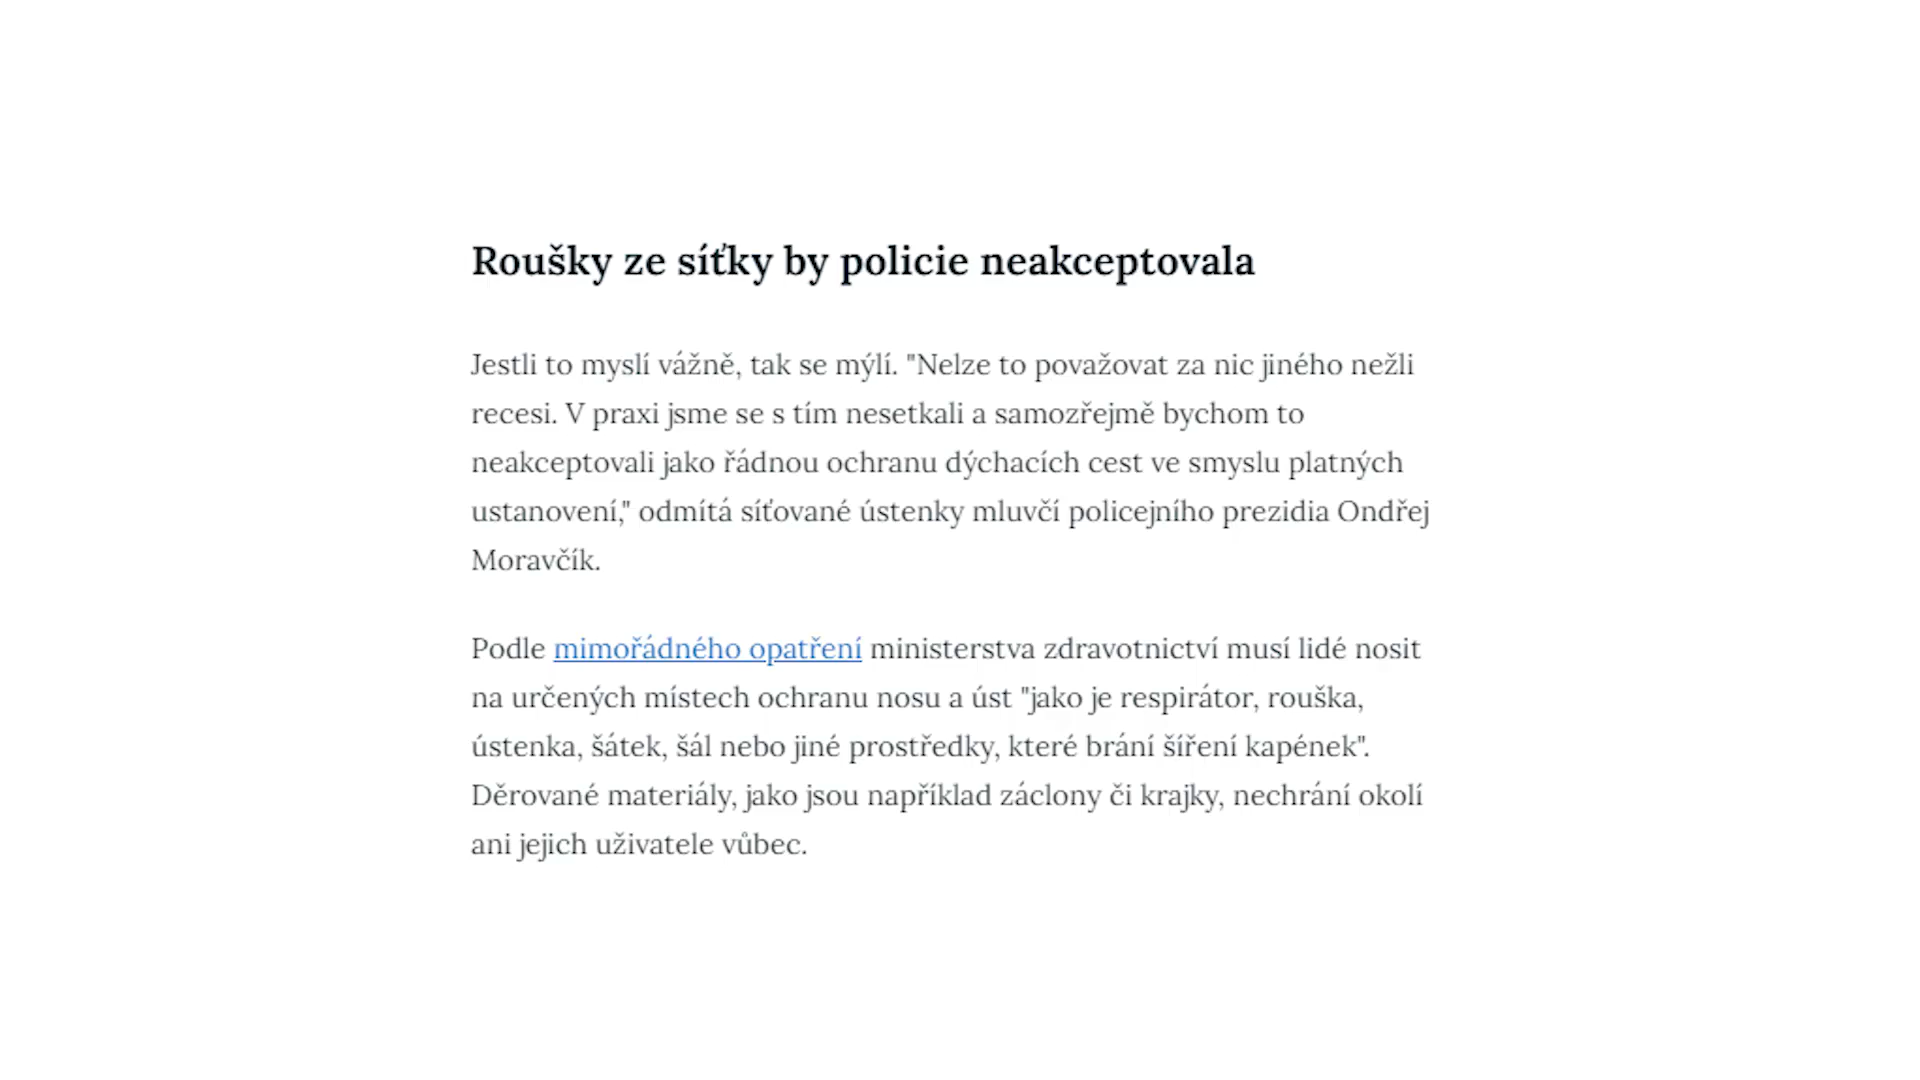 Roušky ze síťky by policie neakceptovala
Jestli to myslí vážně, tak se mýlí. "Nelze to považovat za nic jiného nežli
recesi. V praxi jsme se s tím nesetkali a samozřejmě bychom to
neakceptovali jako řádnou ochranu dýchacích cest ve smyslu platných
ustanovení," odmítá síťované ústenky mluvčí policejního prezidia Ondřej
Moravčík.
Podle mimořádného opatření ministerstva zdravotnictví musí lidé nosit
na určených místech ochranu nosu a úst "jako je respirátor, rouška,
ústenka, šátek, šál nebo jiné prostředky, které brání šíření kapének".
Děrované materiály, jako jsou například záclony či krajky, nechrání okolí
ani jejich uživatele vůbec.